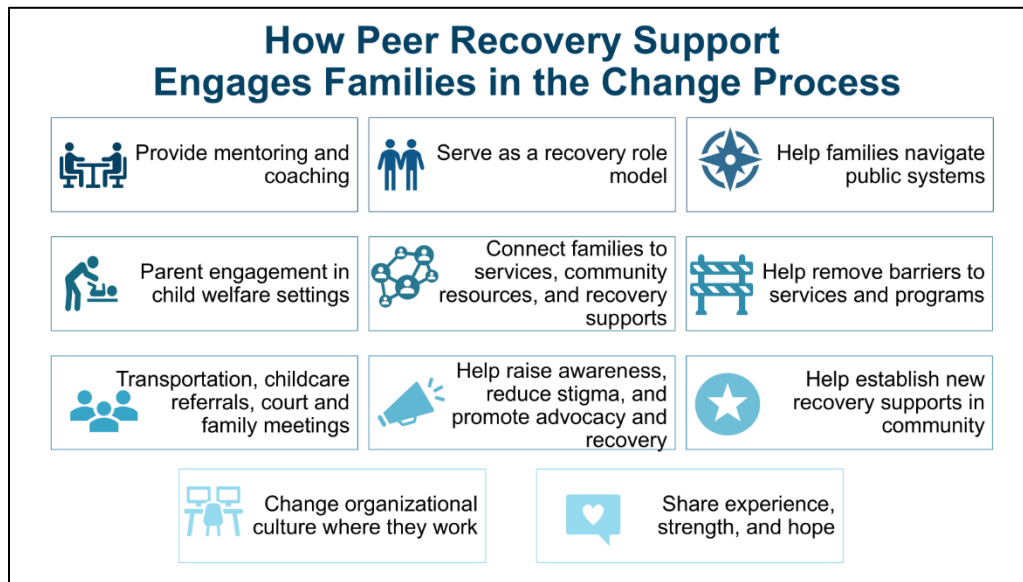 How Peer Recovery Support
Engages Families in the Change Process
Provide mentoring and
coaching
Serve as a recovery role
model
Help families navigate
public systems
Parent engagement in
child welfare settings
Connect families to
services, community
resources, and recovery
supports
Help remove barriers to
services and programs
Transportation, childcare
referrals, court and
family meetings
Help raise awareness,
reduce stigma, and
promote advocacy and
recovery
Help establish new
recovery supports in
community
Change organizational
culture where they work
Share experience,
strength, and hope